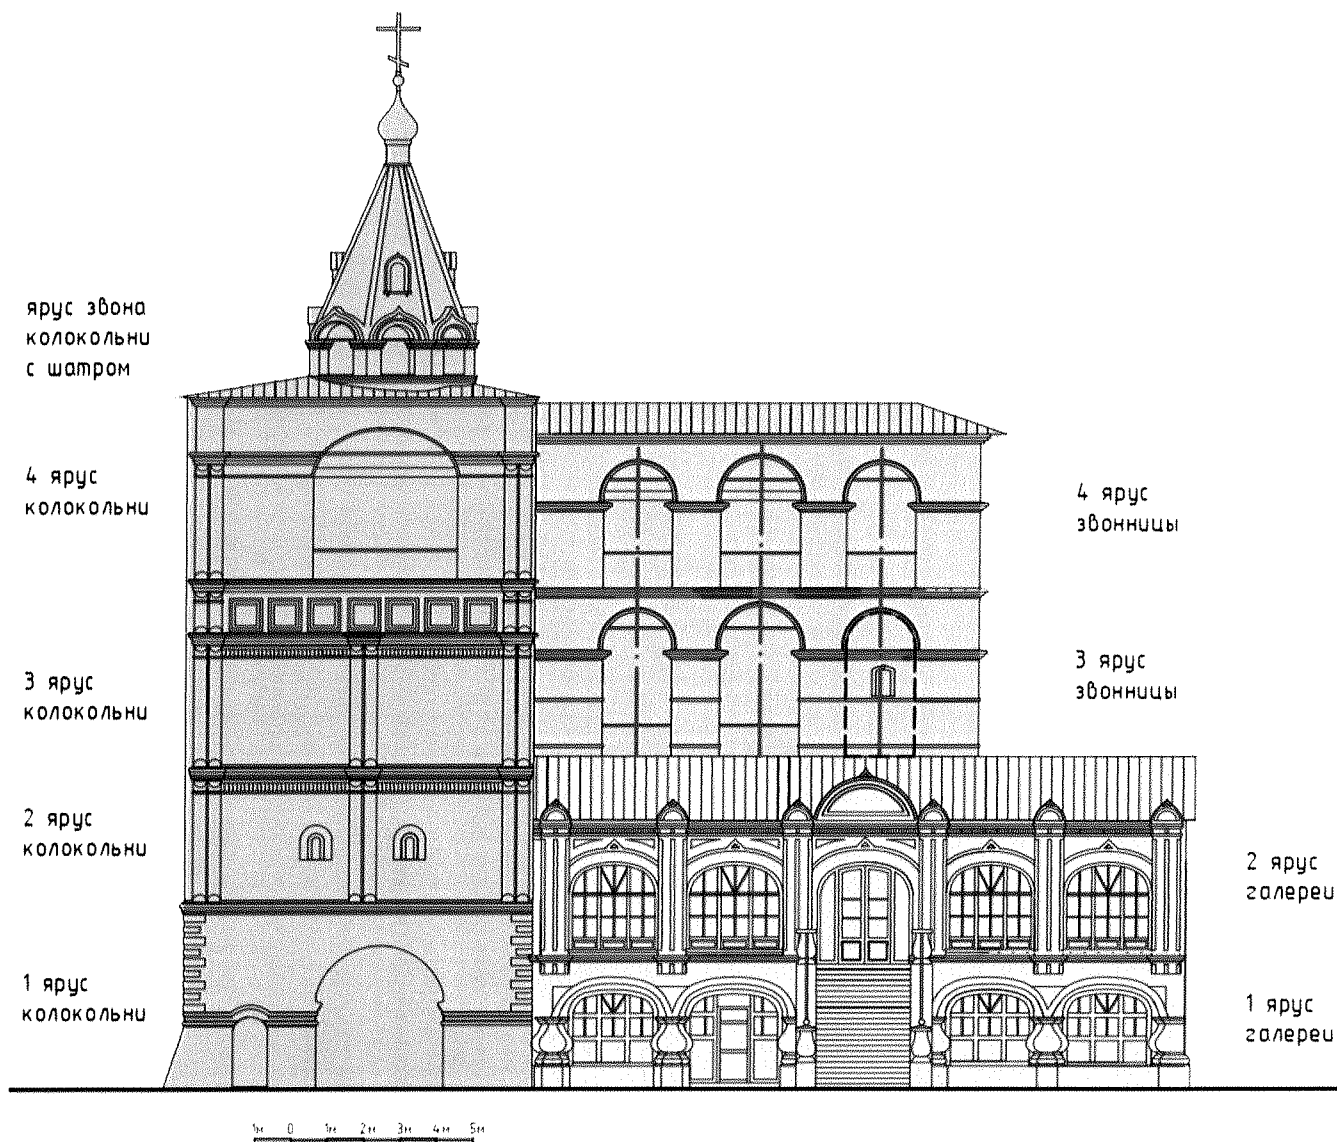 ярус звона
колокольни
с шатром
4 ярус
колокольни
4 ярус
звонницы
3 ярус
колокольни
3 ярус
звонницы
2 ярус
колокольни
2 ярус
галереи
1 ярус
колокольни
1 ярус
галереи
1м 0 1м 2м 3м 4м 5м